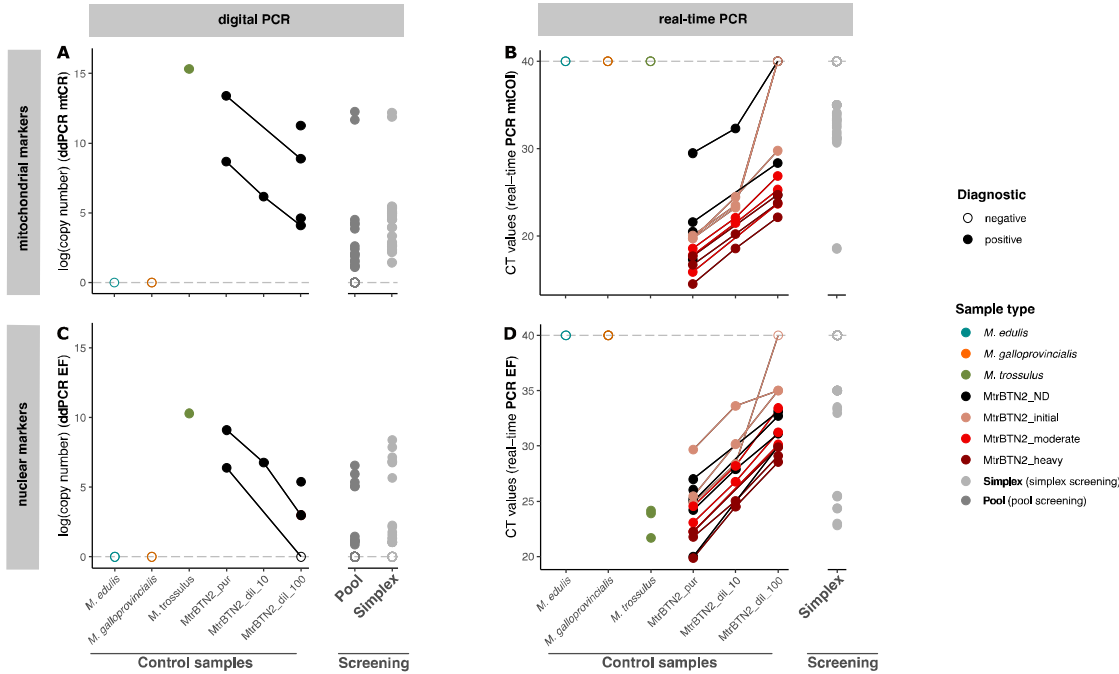 digital PCR
real-time PCR
mitochondrial markers
nuclear markers
A
log(copy number) (ddPCR mtCR)
15
10
5
0
B
CT values (real−time PCR mtCOI)
40
30
20
C
log(copy number) (ddPCR EF)
15
10
5
0
M. edulis
M. galloprovincialis
M. trossulus
MtrBTN2_pur
MtrBTN2_dil_10
MtrBTN2_dil_100
Pool
Simplex
Control samples
Screening
D
CT values (real−time PCR EF)
40
35
30
25
20
M. edulis
M. galloprovincialis
M. trossulus
MtrBTN2_pur
MtrBTN2_dil_10
MtrBTN2_dil_100
Simplex
Control samples
Screening
Diagnostic
negative
positive
Sample type
M. edulis
M. galloprovincialis
M. trossulus
MtrBTN2_ND
MtrBTN2_initial
MtrBTN2_moderate
MtrBTN2_heavy
Simplex (simplex screening)
Pool (pool screening)